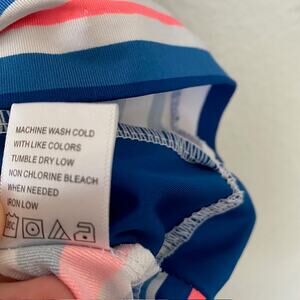 MACHINE WASH COLD
WITH LIKE COLORS
TUMBLE DRY LOW
NON CHLORINE BLEACH
WHEN NEEDED
IRON LOW